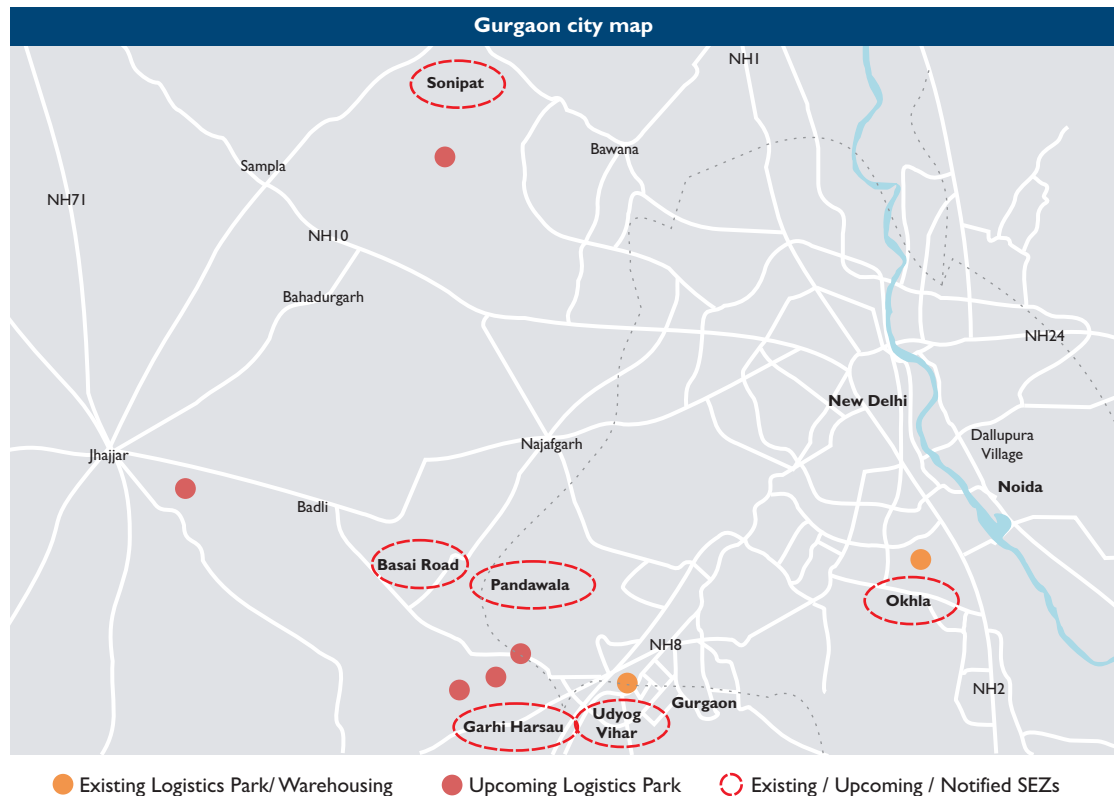 Gurgaon city map
Sonipat
NH1
Bawana
Sampla
NH71
NH10
Bahadurgarh
NH24
New Delhi
Dallupura
Village
Najafgarh
Jhajjar
Noida
Badli
Basai Road
Pandawala
Okhla
NH8
NH2
Gurgaon
Garhi Harsau
Udyog
Vihar
Existing Logistics Park/ Warehousing
Upcoming Logistics Park
Existing / Upcoming / Notified SEZs